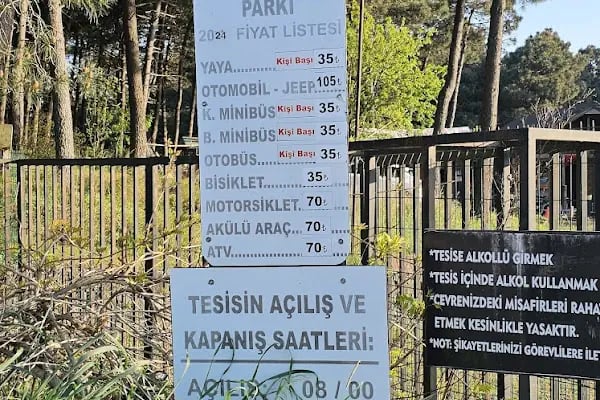 PARKI
2021 FİYAT LİSTESİ
YAYA............Kişi Başı 35₺
OTOMOBİL - JEEP. 105₺
K. MİNİBÜS Kişi Başı 35₺
B. MİNİBÜS Kişi Başı 35₺
OTOBÜS...Kişi Başı 35₺
BİSİKLET............35₺
MOTORSİKLET. 70₺
AKÜLÜ ARAÇ... 70₺
ATV............70₺
TESİSİN AÇILIŞ VE
KAPANIŞ SAATLERİ:
08 / 00
*TESİSE ALKOLLÜ GİRMEK
*TESİS İÇİNDE ALKOL KULLANMAK
*ÇEVRENİZDEKİ MİSAFİRLERİ RAHA
ETMEK KESİNLİKLE YASAKTIR.
*NOT: ŞİKAYETLERİNİZİ GÖREVLİLERE İLET